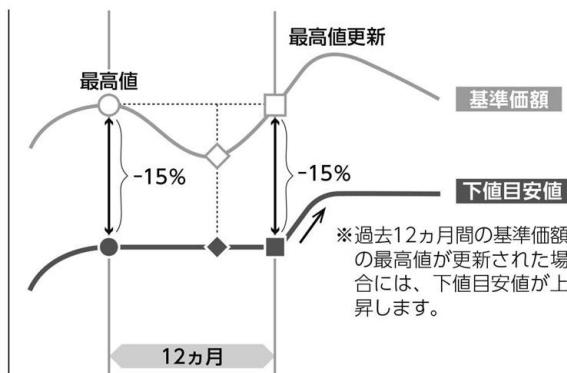 最高値更新
最高値
基準価額
-15%
-15%
下値目安値
※過去12ヵ月間の基準価額
の最高値が更新された場
合には、下値目安値が上
昇します。
12ヵ月